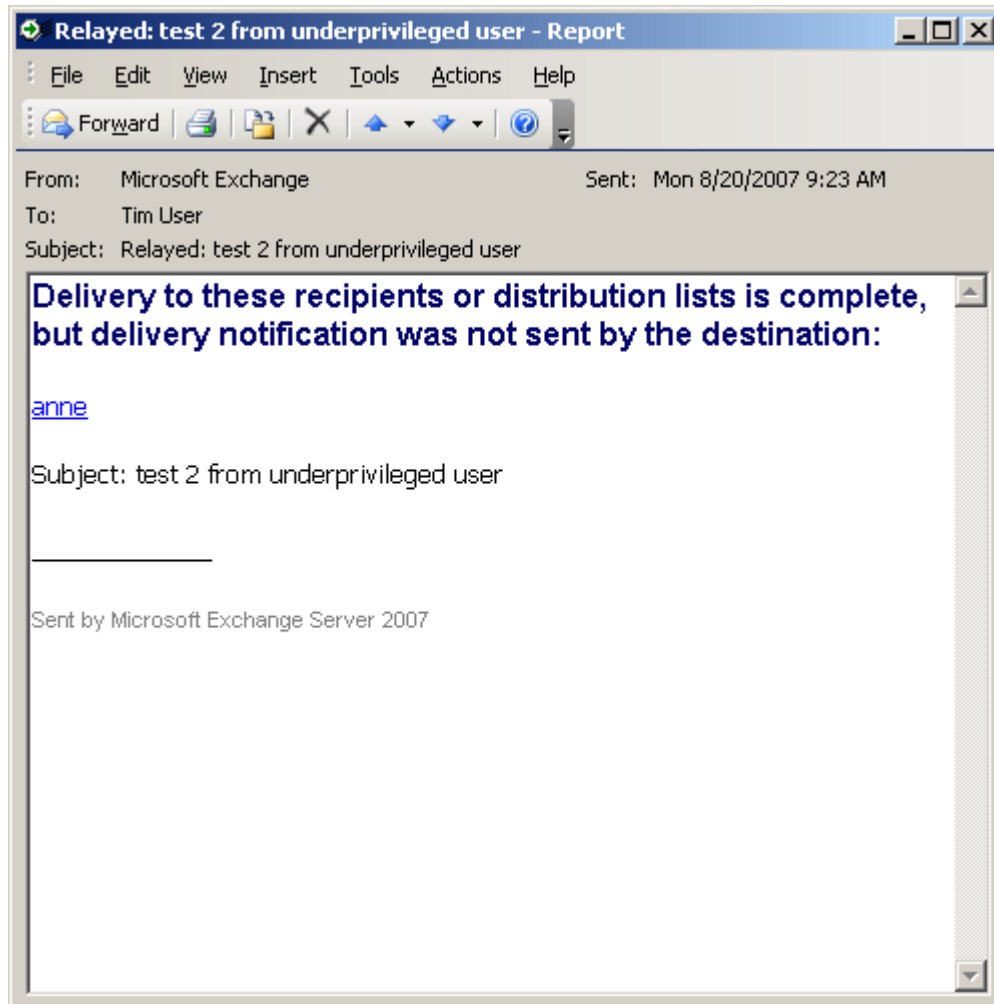 Relayed: test 2 from underprivileged user - Report
File Edit View Insert Tools Actions Help
Forward
From: Microsoft Exchange Sent: Mon 8/20/2007 9:23 AM
To: Tim User
Subject: Relayed: test 2 from underprivileged user
Delivery to these recipients or distribution lists is complete,
but delivery notification was not sent by the destination:
anne
Subject: test 2 from underprivileged user
Sent by Microsoft Exchange Server 2007